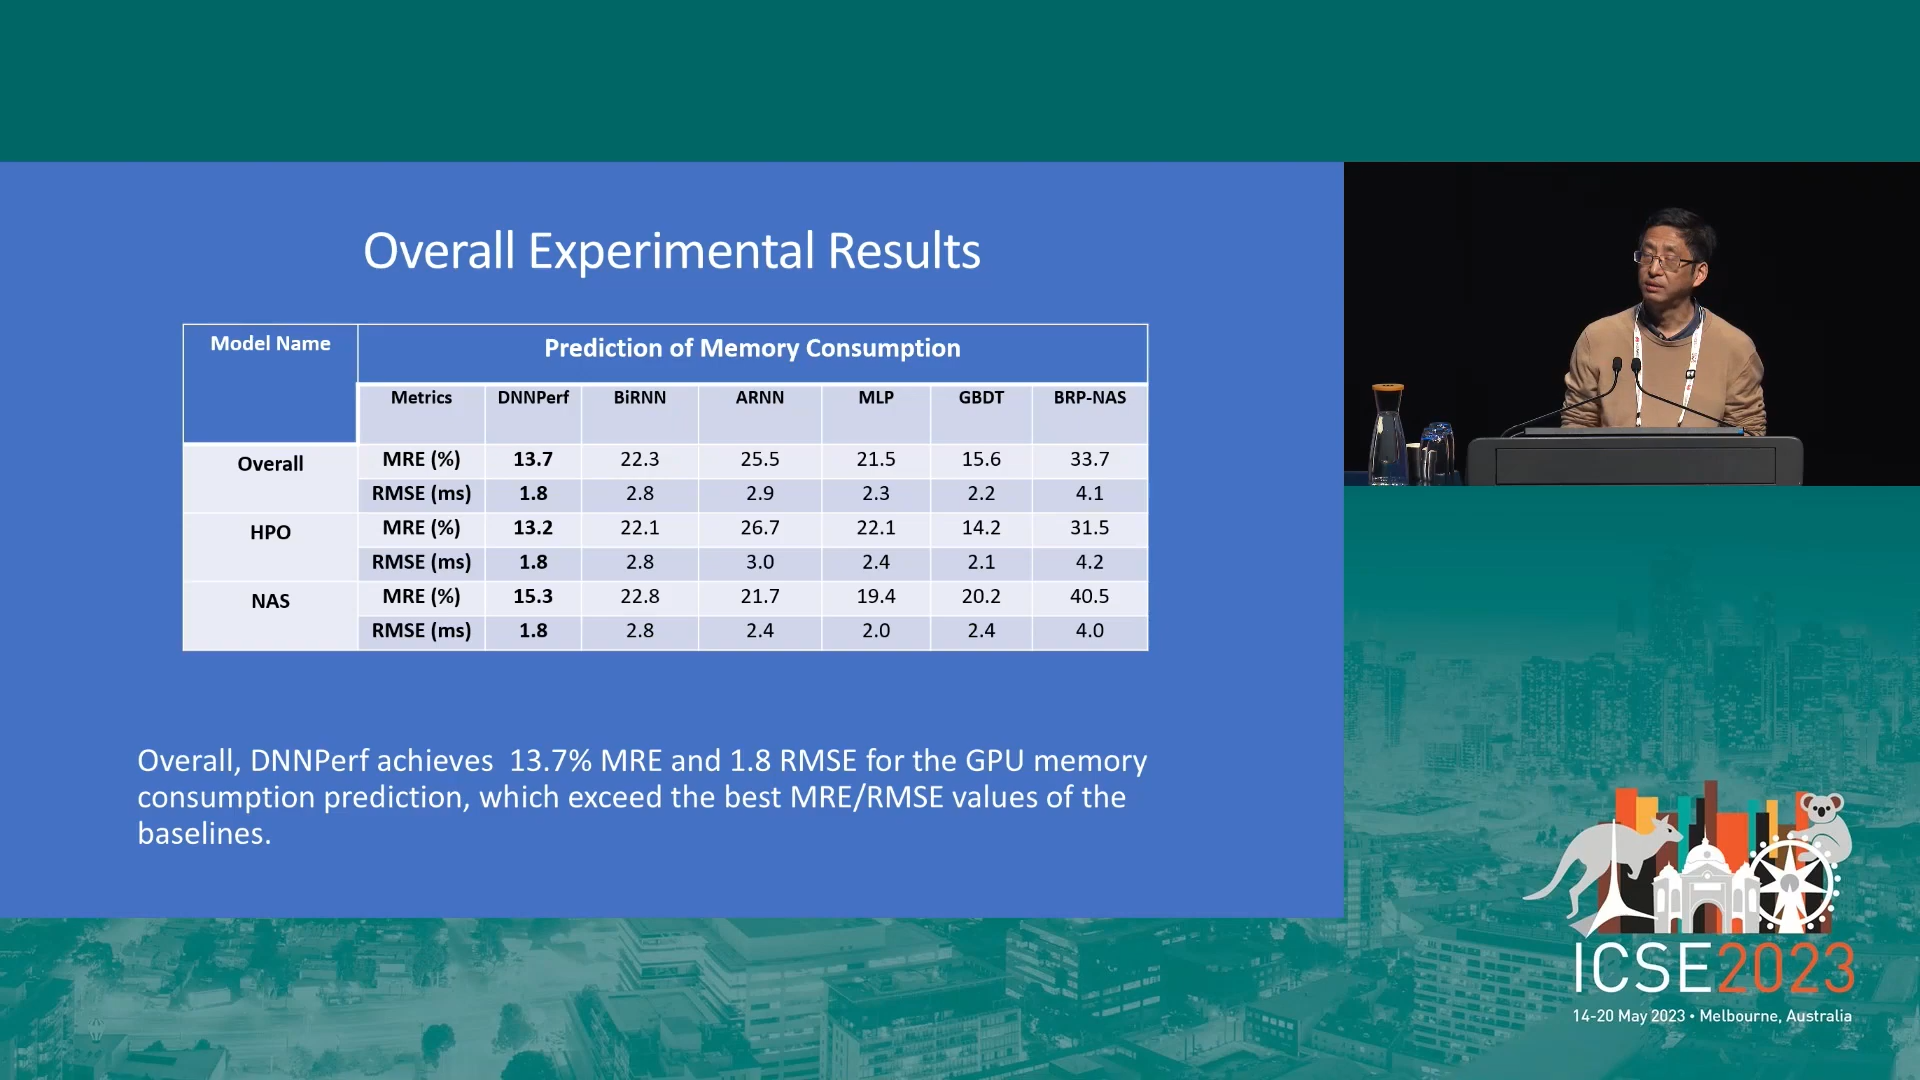 Overall Experimental Results
Model Name
Prediction of Memory Consumption
Metrics DNNPerf BiRNN ARNN MLP GBDT BRP-NAS
Overall MRE (%) 13.7 22.3 25.5 21.5 15.6 33.7
RMSE (ms) 1.8 2.8 2.9 2.3 2.2 4.1
HPO MRE (%) 13.2 22.1 26.7 22.1 14.2 31.5
RMSE (ms) 1.8 2.8 3.0 2.4 2.1 4.2
NAS MRE (%) 15.3 22.8 21.7 19.4 20.2 40.5
RMSE (ms) 1.8 2.8 2.4 2.0 2.4 4.0
Overall, DNNPerf achieves 13.7% MRE and 1.8 RMSE for the GPU memory
consumption prediction, which exceed the best MRE/RMSE values of the
baselines.
ICSE2023
14-20 May 2023 • Melbourne, Australia